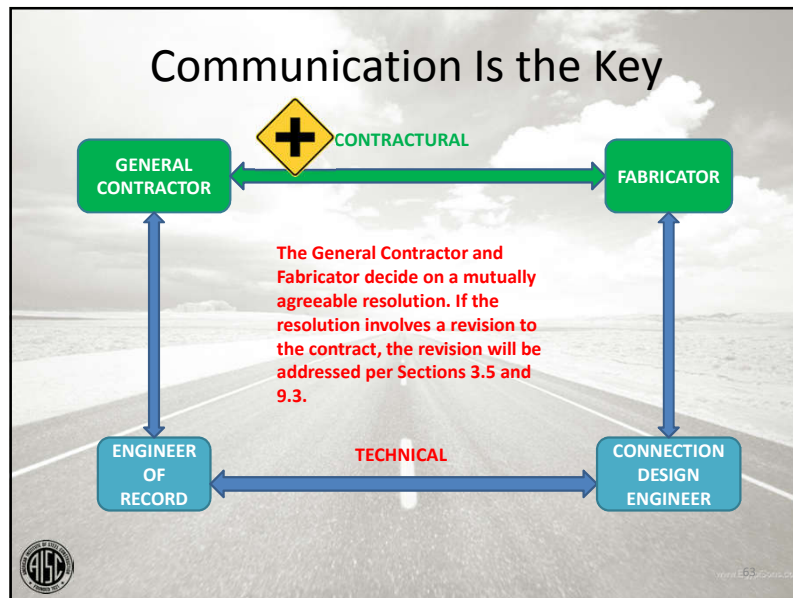 Communication Is the Key
CONTRACTURAL
GENERAL
CONTRACTOR
FABRICATOR
The General Contractor and
Fabricator decide on a mutually
agreeable resolution. If the
resolution involves a revision to
the contract, the revision will be
addressed per Sections 3.5 and
9.3.
ENGINEER
OF
RECORD
TECHNICAL
CONNECTION
DESIGN
ENGINEER
AISC
63